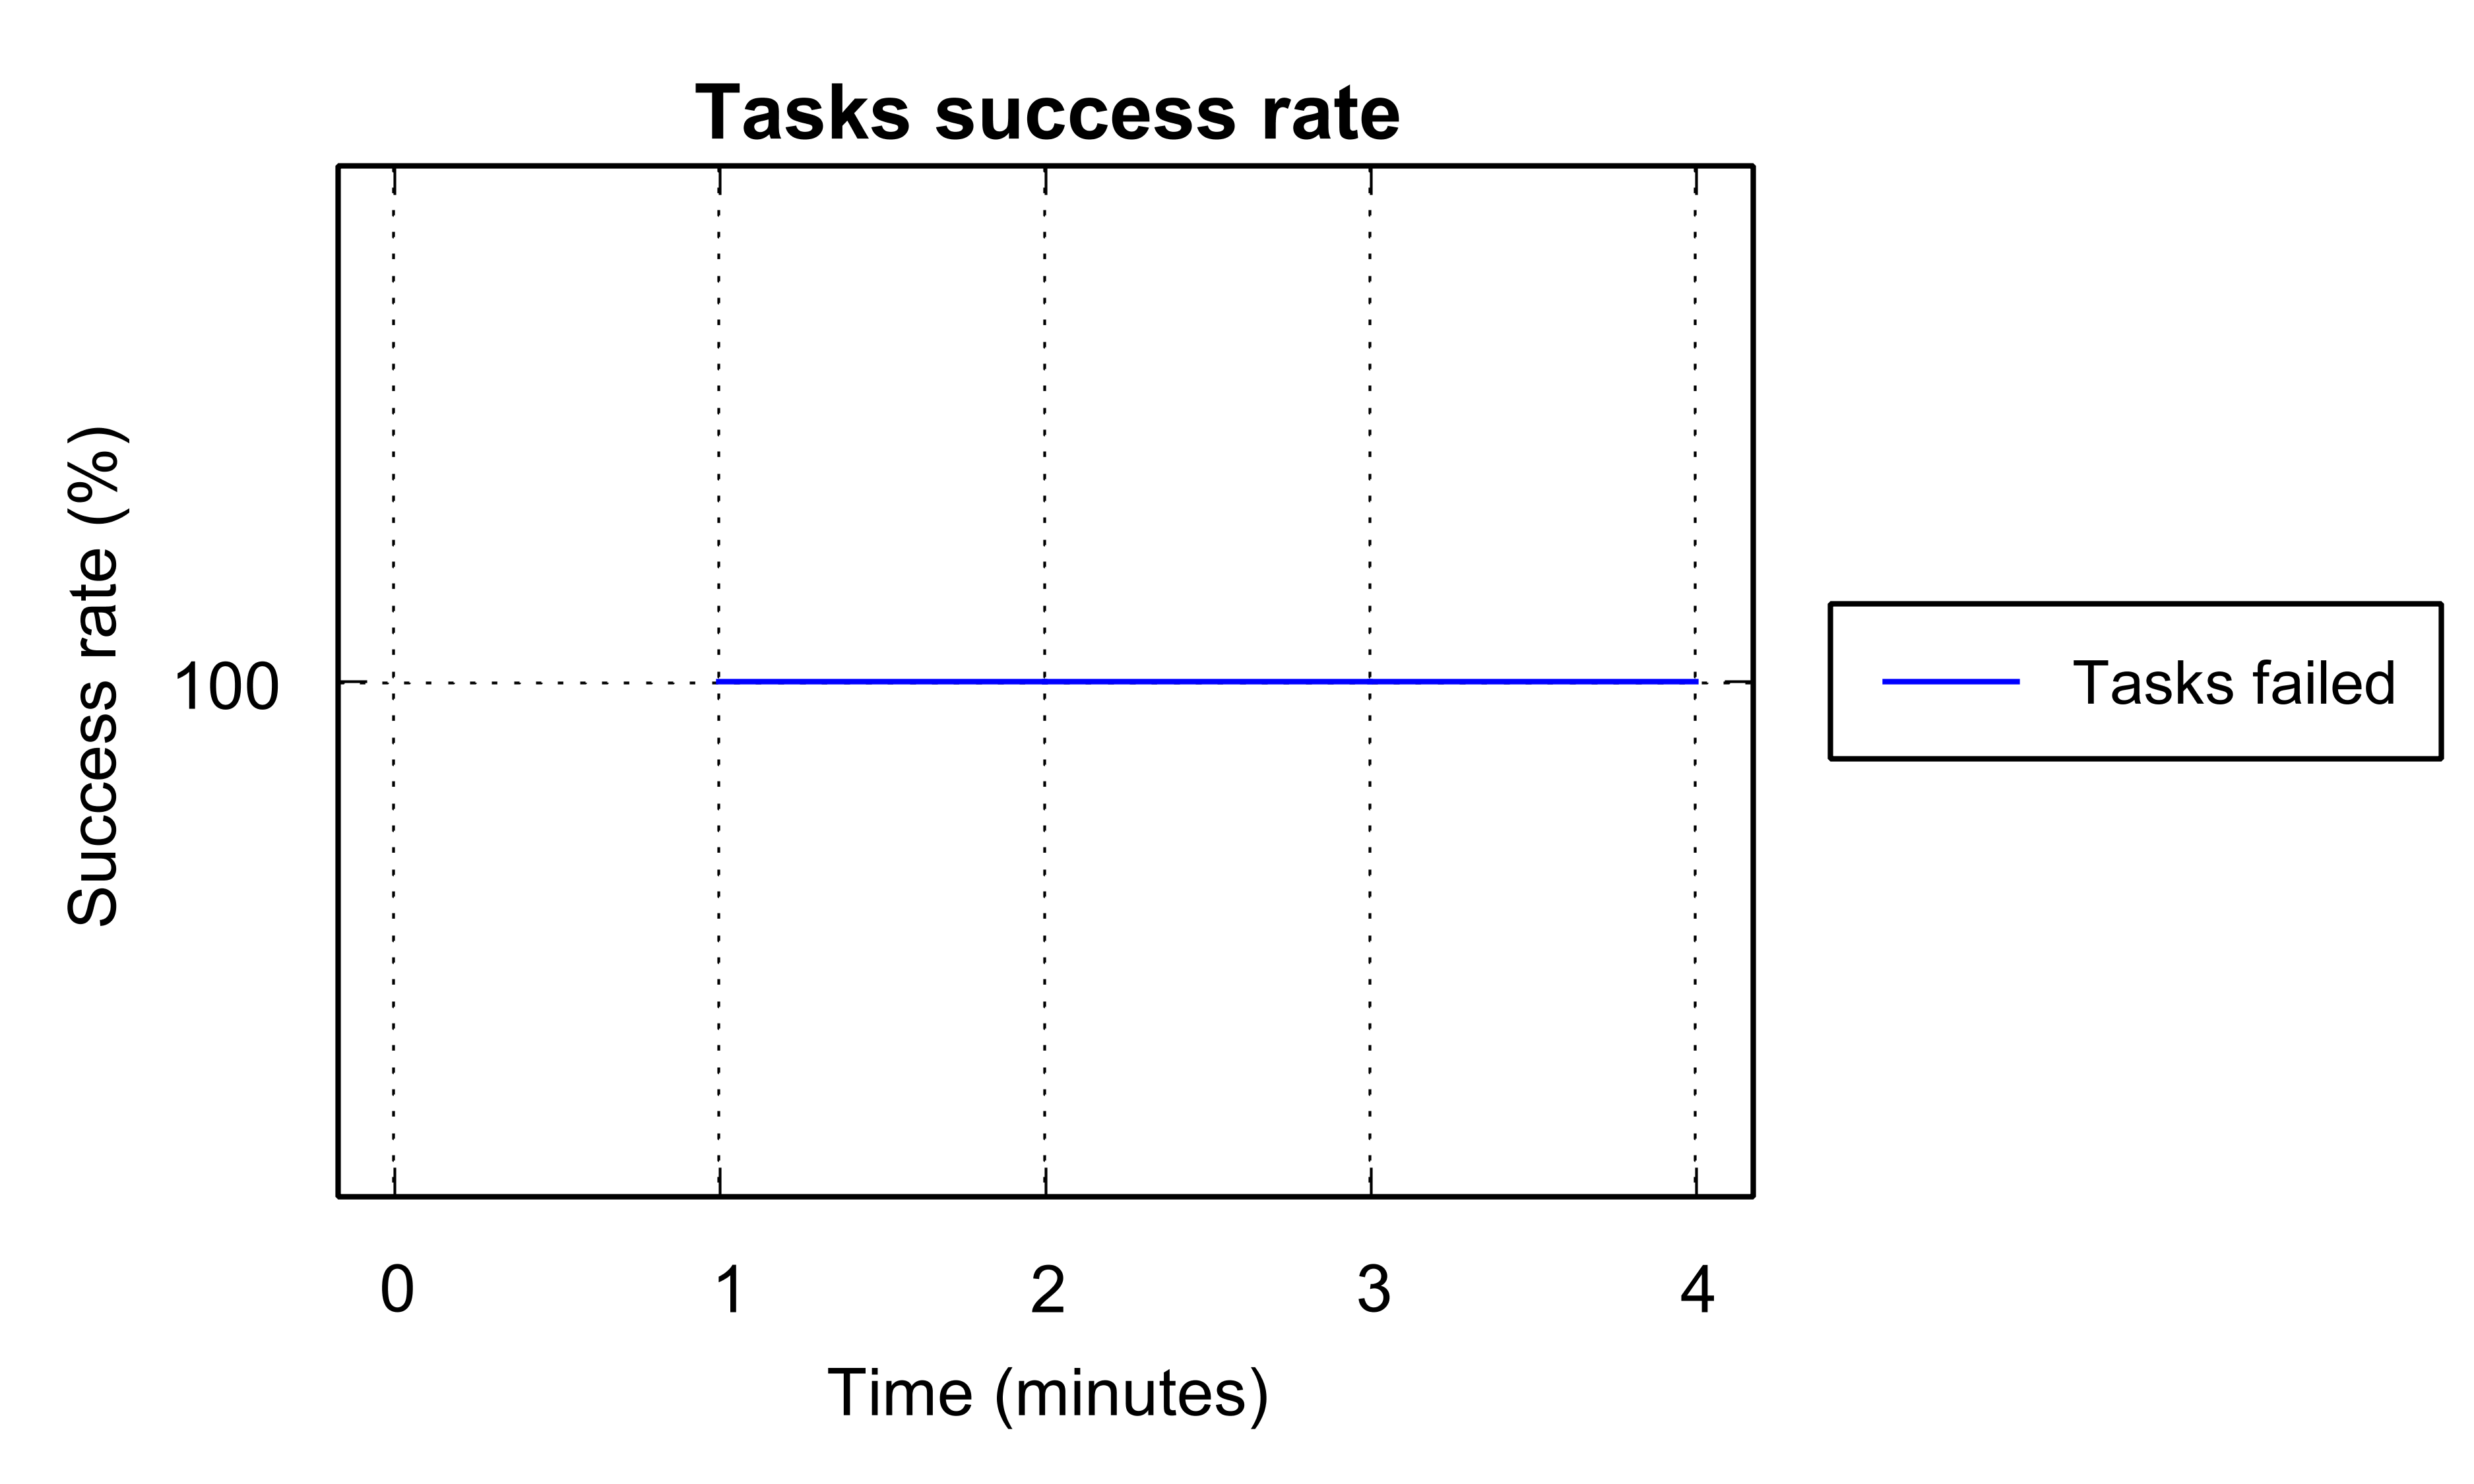 Tasks success rate
Success rate (%)
100
Tasks failed
0 1 2 3 4
Time (minutes)